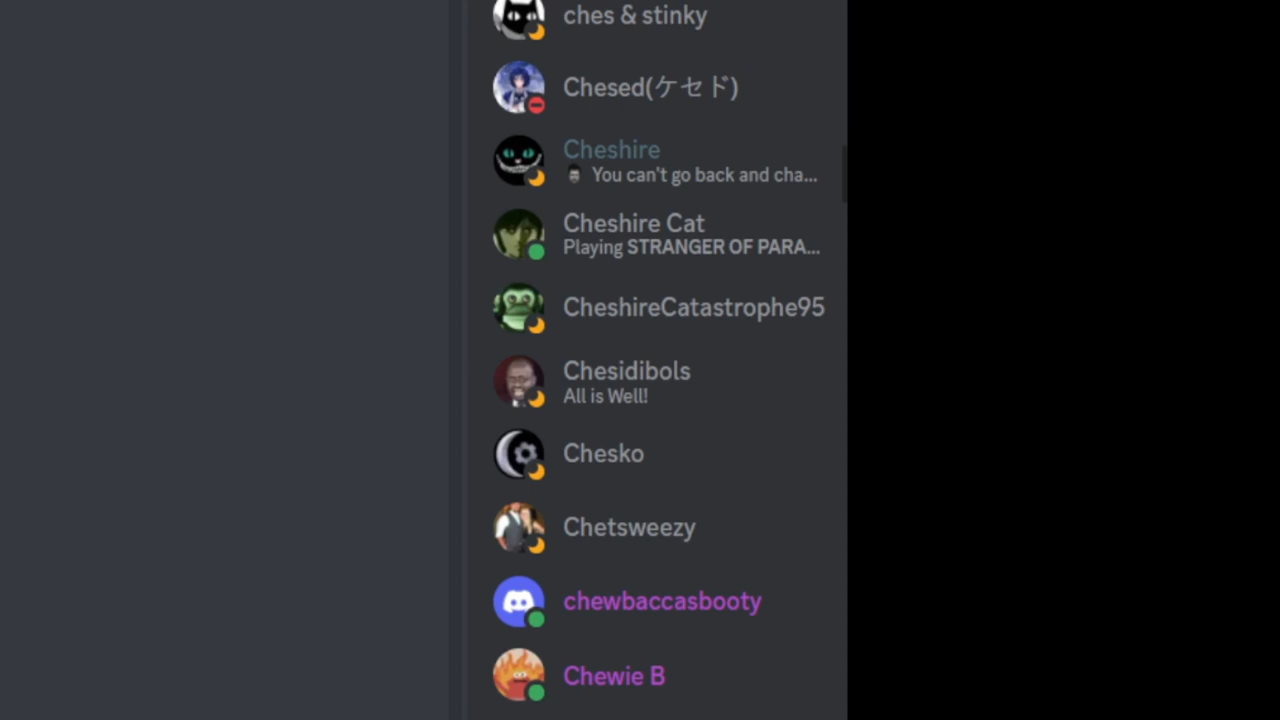 ches & stinky
Chesed(ケセド)
Cheshire
You can't go back and cha...
Cheshire Cat
Playing STRANGER OF PARA...
CheshireCatastrophe95
Chesidibols
All is Well!
Chesko
Chetsweezy
chewbaccasbooty
Chewie B